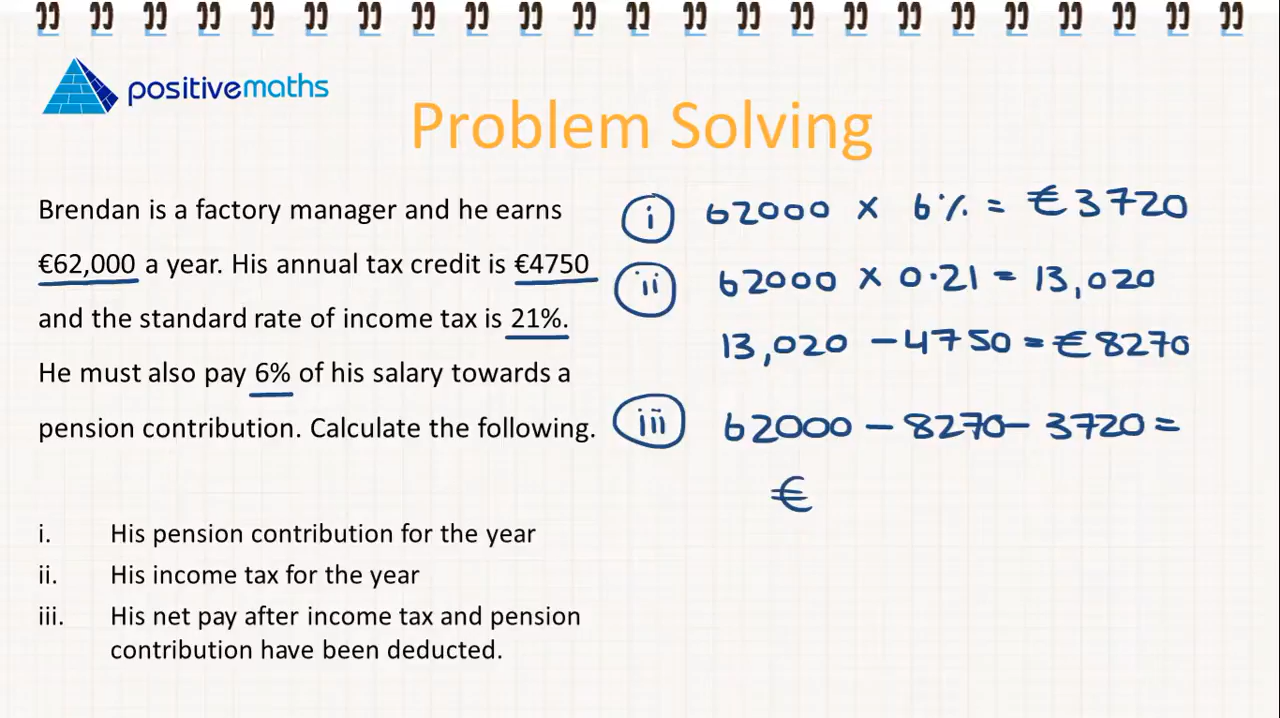 positivemaths
Problem Solving
Brendan is a factory manager and he earns
€62,000 a year. His annual tax credit is €4750
and the standard rate of income tax is 21%.
He must also pay 6% of his salary towards a
pension contribution. Calculate the following.
i. His pension contribution for the year
ii. His income tax for the year
iii. His net pay after income tax and pension
contribution have been deducted.
i 62000 × 6% = €3720
ii 62000 × 0·21 = 13,020
13,020 - 4750 = €8270
iii 62000 - 8270 - 3720 =
€